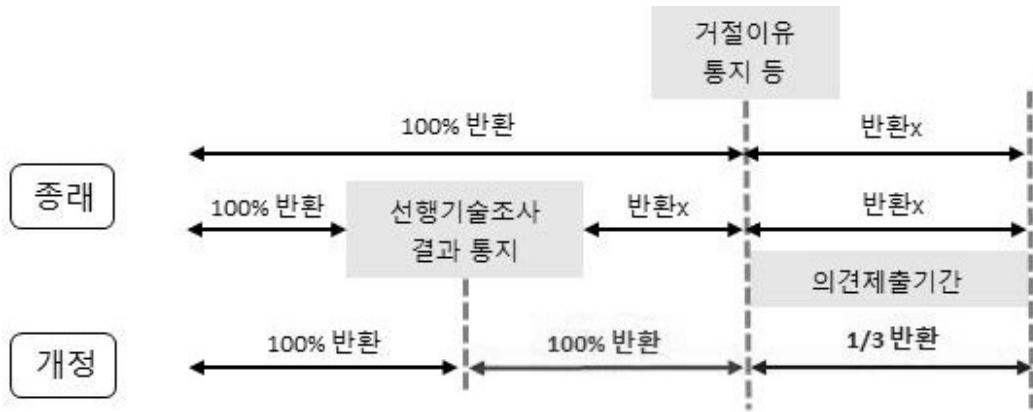 거절이유
통지 등
100% 반환
반환x
종래
100% 반환
선행기술조사
결과 통지
반환x
반환x
의견제출기간
개정
100% 반환
100% 반환
1/3 반환